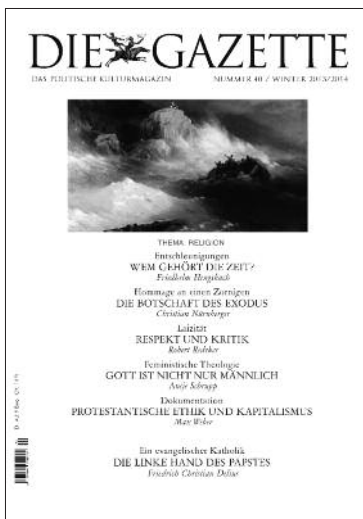 DIE GAZETTE
DAS POLITISCHE KULTURMAGAZIN NUMMER 40 / WINTER 2013/2014
THEMA: RELIGION
Entschleunigungen
WEM GEHÖRT DIE ZEIT?
Friedhelm Hengsbach
Hommage an einen Zornigen
DIE BOTSCHAFT DES EXODUS
Christian Nürnberger
Laizität
RESPEKT UND KRITIK
Robert Redeker
Feministische Theologie
GOTT IST NICHT NUR MÄNNLICH
Antje Schrupp
Dokumentation
PROTESTANTISCHE ETHIK UND KAPITALISMUS
Max Weber
Ein evangelischer Katholik
DIE LINKE HAND DES PAPSTES
Friedrich Christian Delius